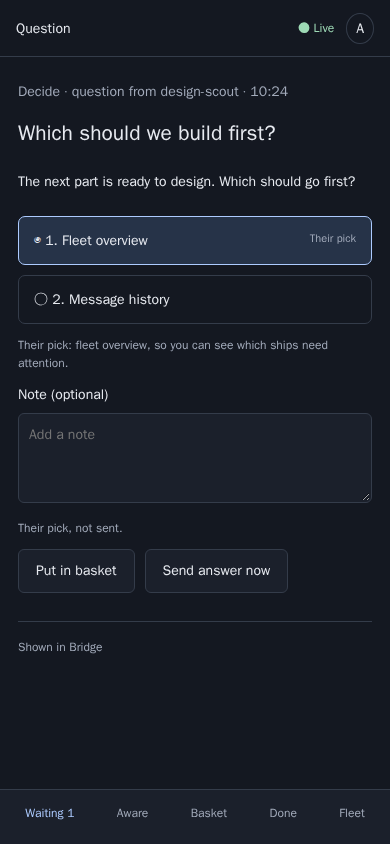 Question
Live
A
Decide · question from design-scout · 10:24
Which should we build first?
The next part is ready to design. Which should go first?
1. Fleet overview
Their pick
2. Message history
Their pick: fleet overview, so you can see which ships need
attention.
Note (optional)
Add a note
Their pick, not sent.
Put in basket
Send answer now
Shown in Bridge
Waiting 1
Aware
Basket
Done
Fleet